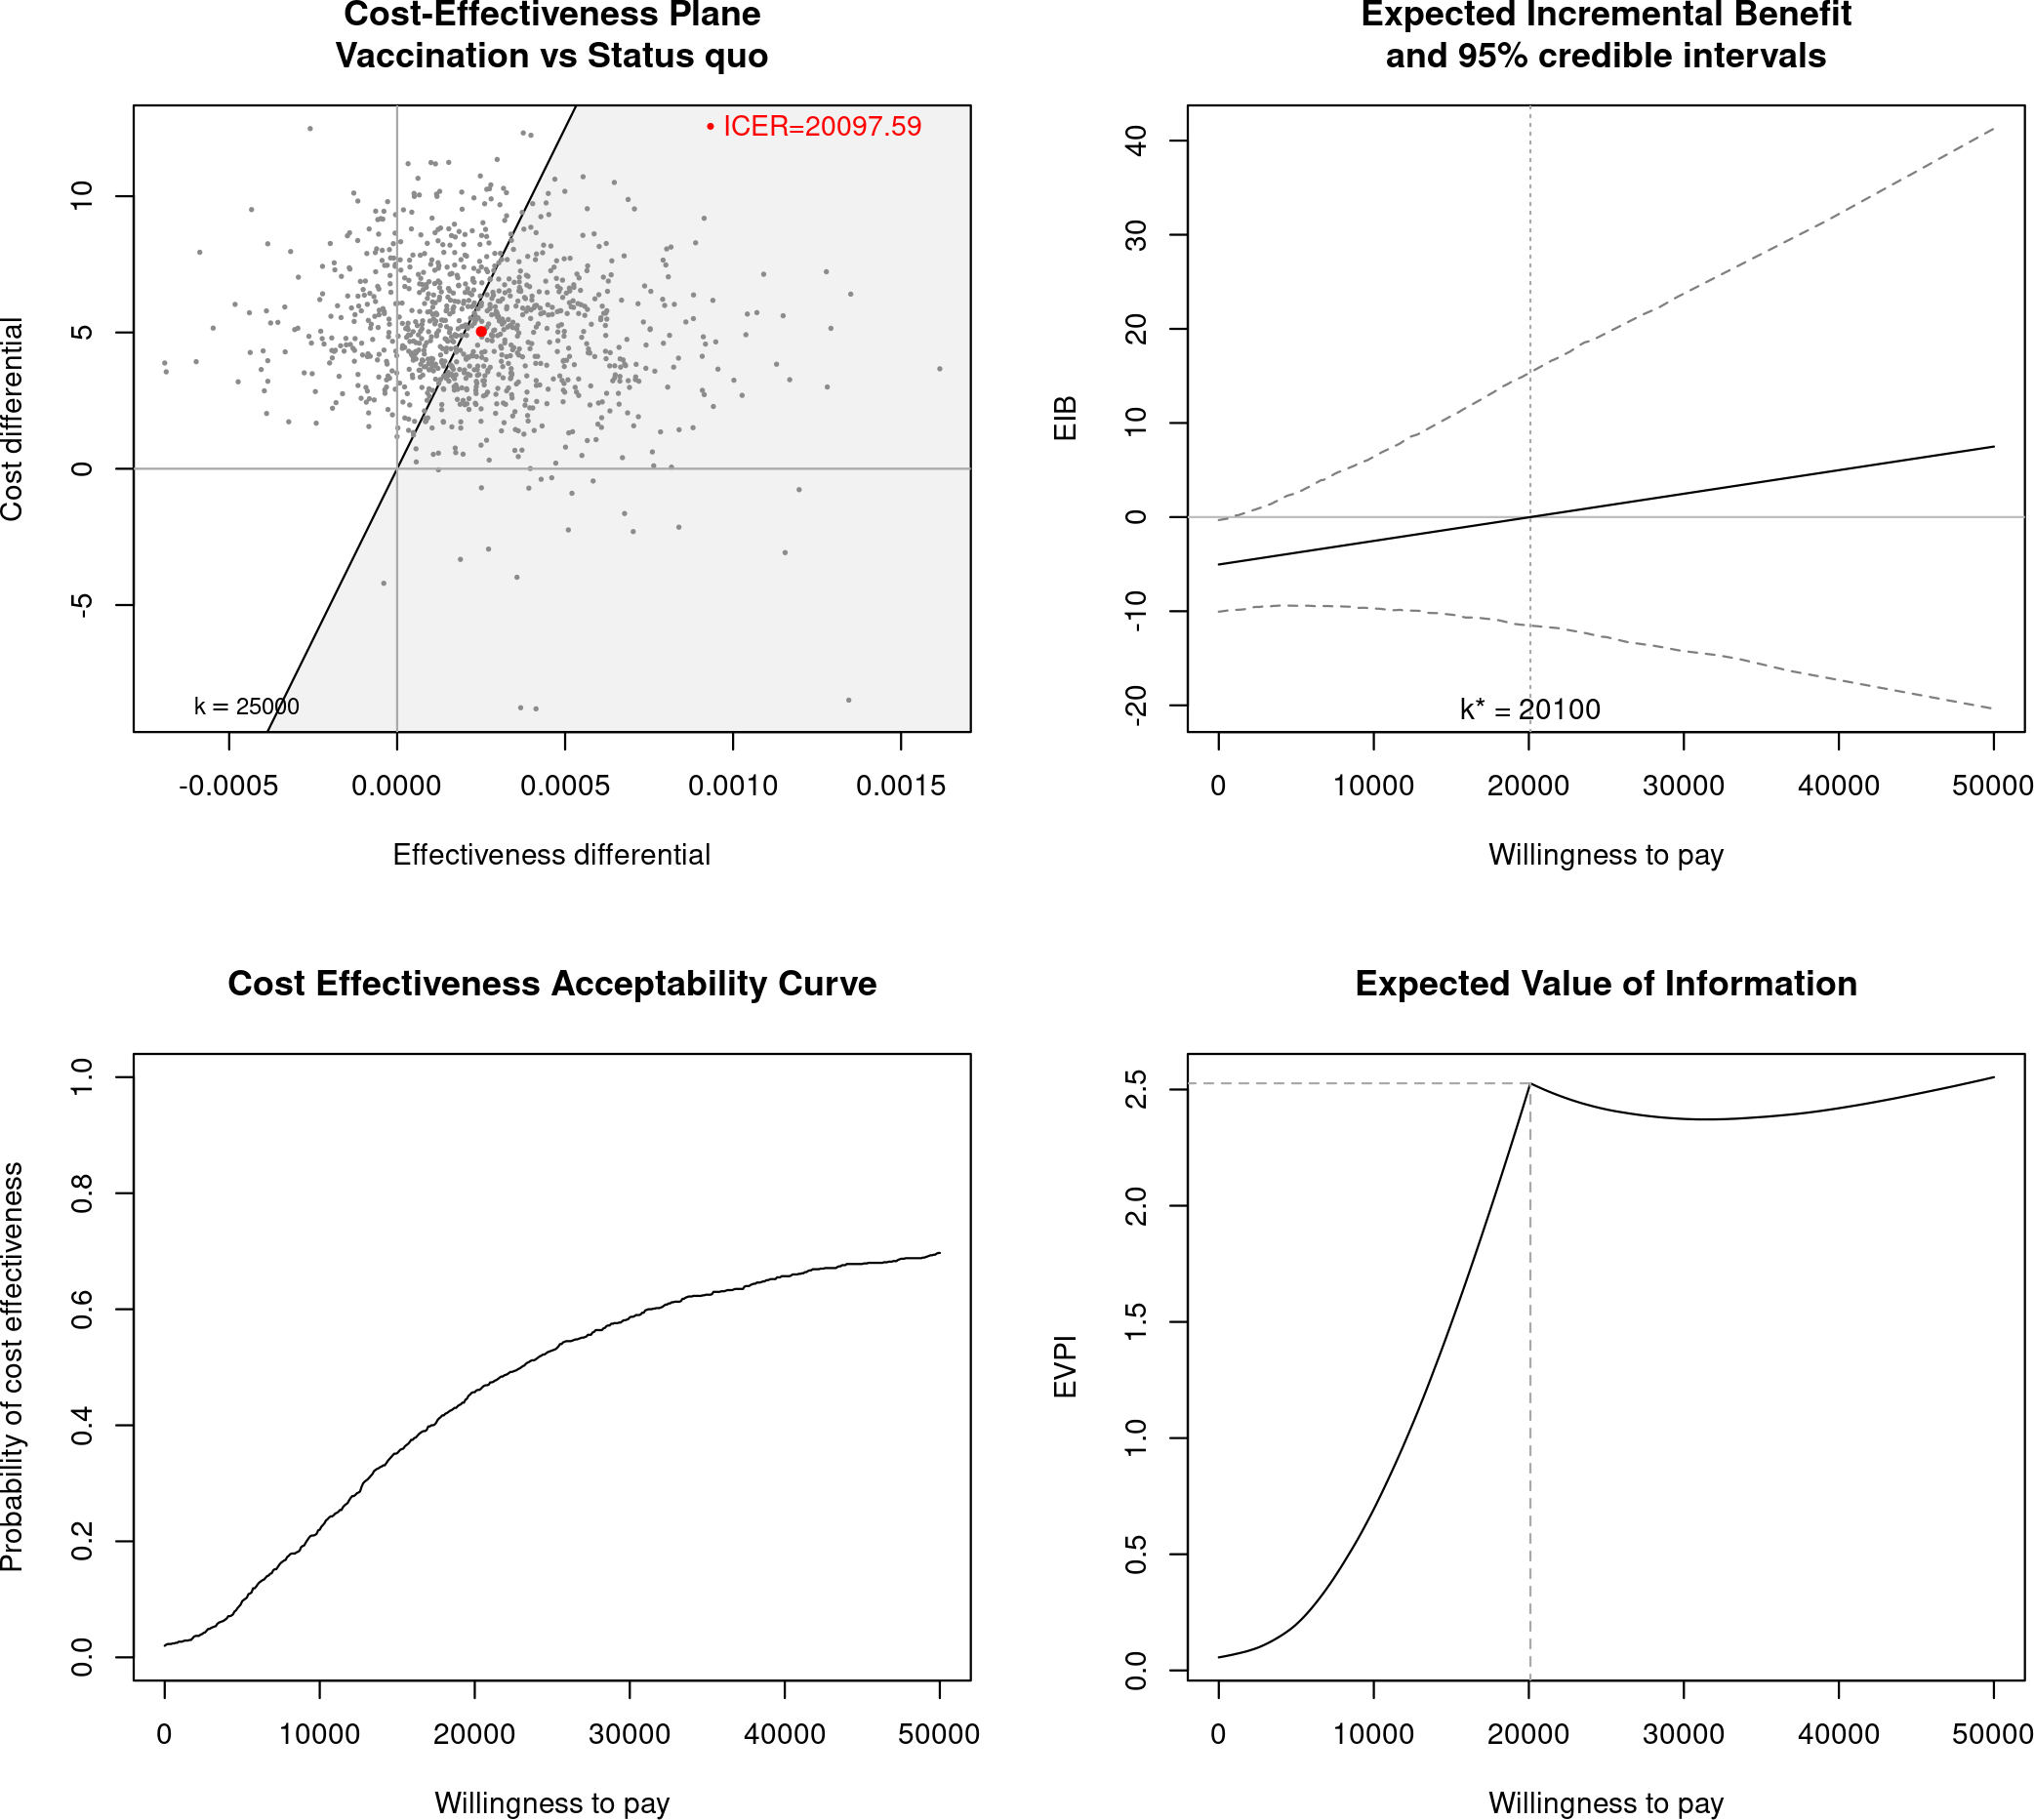 Cost-Effectiveness Plane
Vaccination vs Status quo
• ICER=20097.59
10
5
0
-5
Cost differential
k = 25000
-0.0005 0.0000 0.0005 0.0010 0.0015
Effectiveness differential
Expected Incremental Benefit
and 95% credible intervals
40
30
20
10
0
-10
-20
EIB
k* = 20100
0 10000 20000 30000 40000 50000
Willingness to pay
Cost Effectiveness Acceptability Curve
1.0
0.8
0.6
0.4
0.2
0.0
Probability of cost effectiveness
0 10000 20000 30000 40000 50000
Willingness to pay
Expected Value of Information
2.5
2.0
1.5
1.0
0.5
0.0
EVPI
0 10000 20000 30000 40000 50000
Willingness to pay